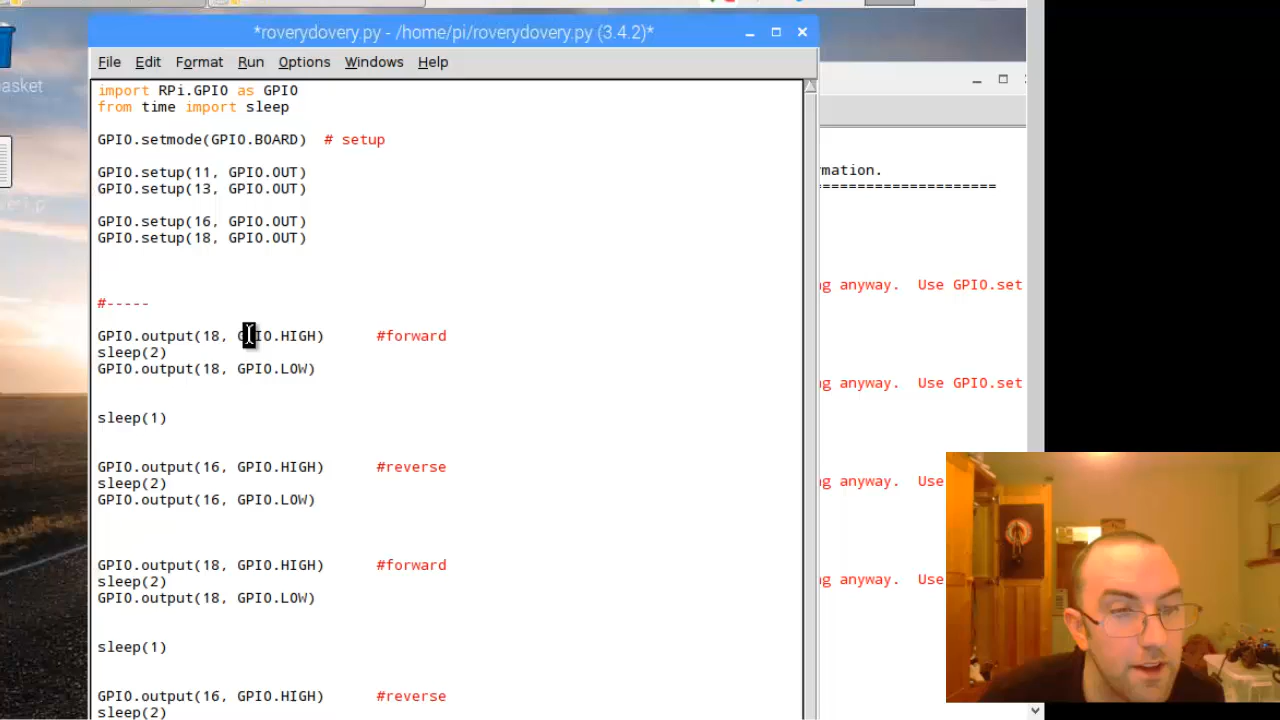 *roverydovery.py - /home/pi/roverydovery.py (3.4.2)*
File Edit Format Run Options Windows Help
import RPi.GPIO as GPIO
from time import sleep
GPIO.setmode(GPIO.BOARD) # setup
GPIO.setup(11, GPIO.OUT)
GPIO.setup(13, GPIO.OUT)
GPIO.setup(16, GPIO.OUT)
GPIO.setup(18, GPIO.OUT)
#-----
GPIO.output(18, GPIO.HIGH) #forward
sleep(2)
GPIO.output(18, GPIO.LOW)
sleep(1)
GPIO.output(16, GPIO.HIGH) #reverse
sleep(2)
GPIO.output(16, GPIO.LOW)
GPIO.output(18, GPIO.HIGH) #forward
sleep(2)
GPIO.output(18, GPIO.LOW)
sleep(1)
GPIO.output(16, GPIO.HIGH) #reverse
sleep(2)
asket
mation.
=====================
ng anyway. Use GPIO.set
ng anyway. Use GPIO.set
ng anyway. Use
ng anyway. Use